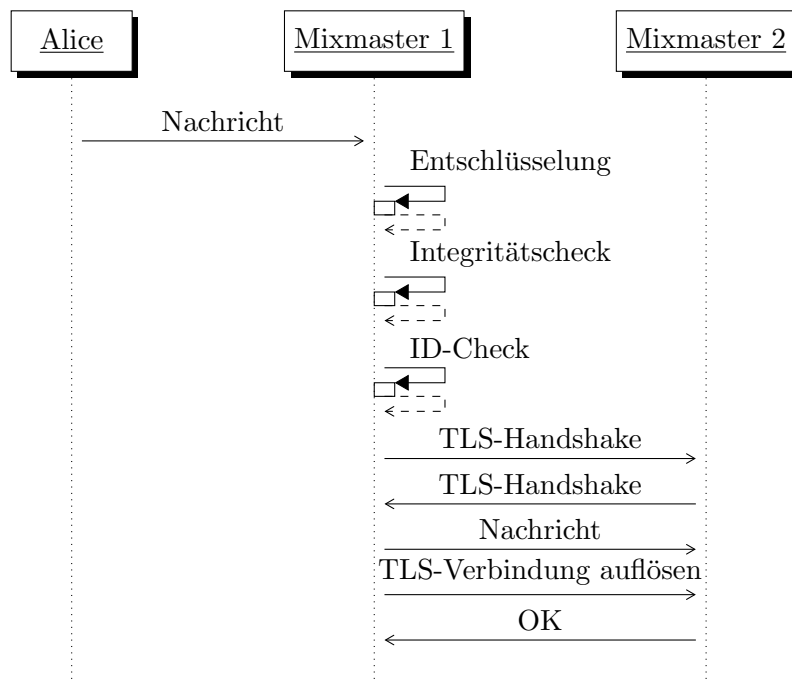 Alice
Mixmaster 1
Mixmaster 2
Nachricht
Entschlüsselung
Integritätscheck
ID-Check
TLS-Handshake
TLS-Handshake
Nachricht
TLS-Verbindung auflösen
OK